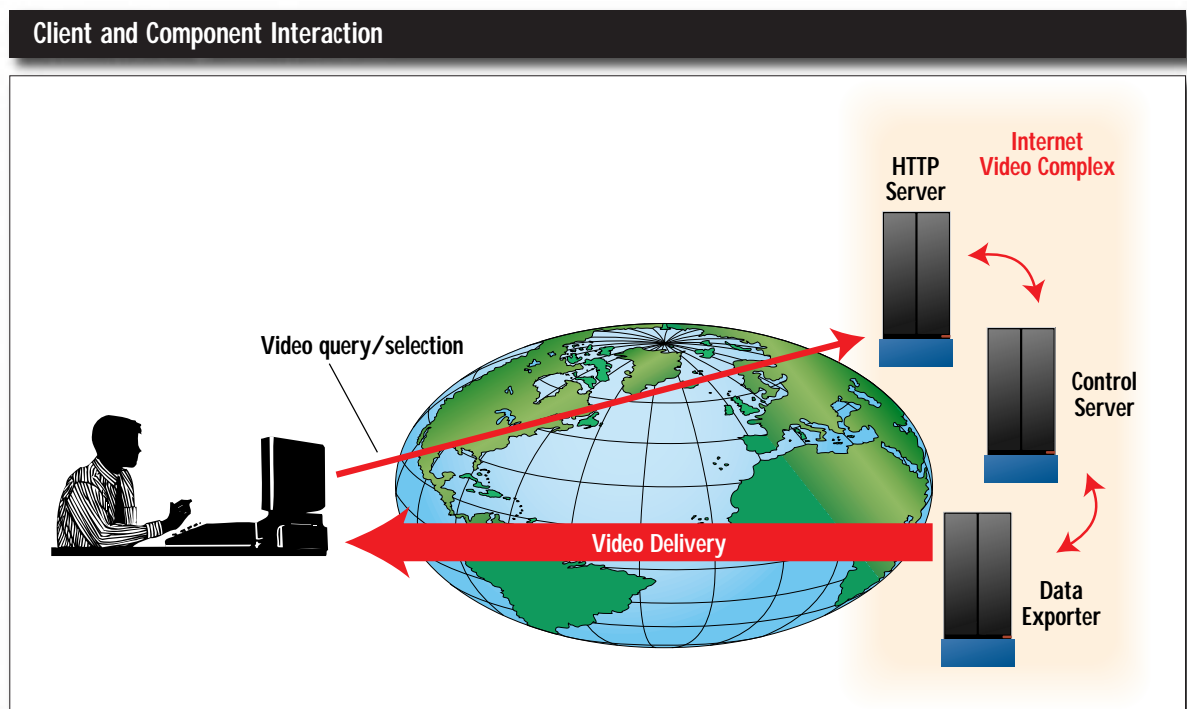 Client and Component Interaction
Internet
Video Complex
HTTP
Server
Video query/selection
Control
Server
Video Delivery
Data
Exporter